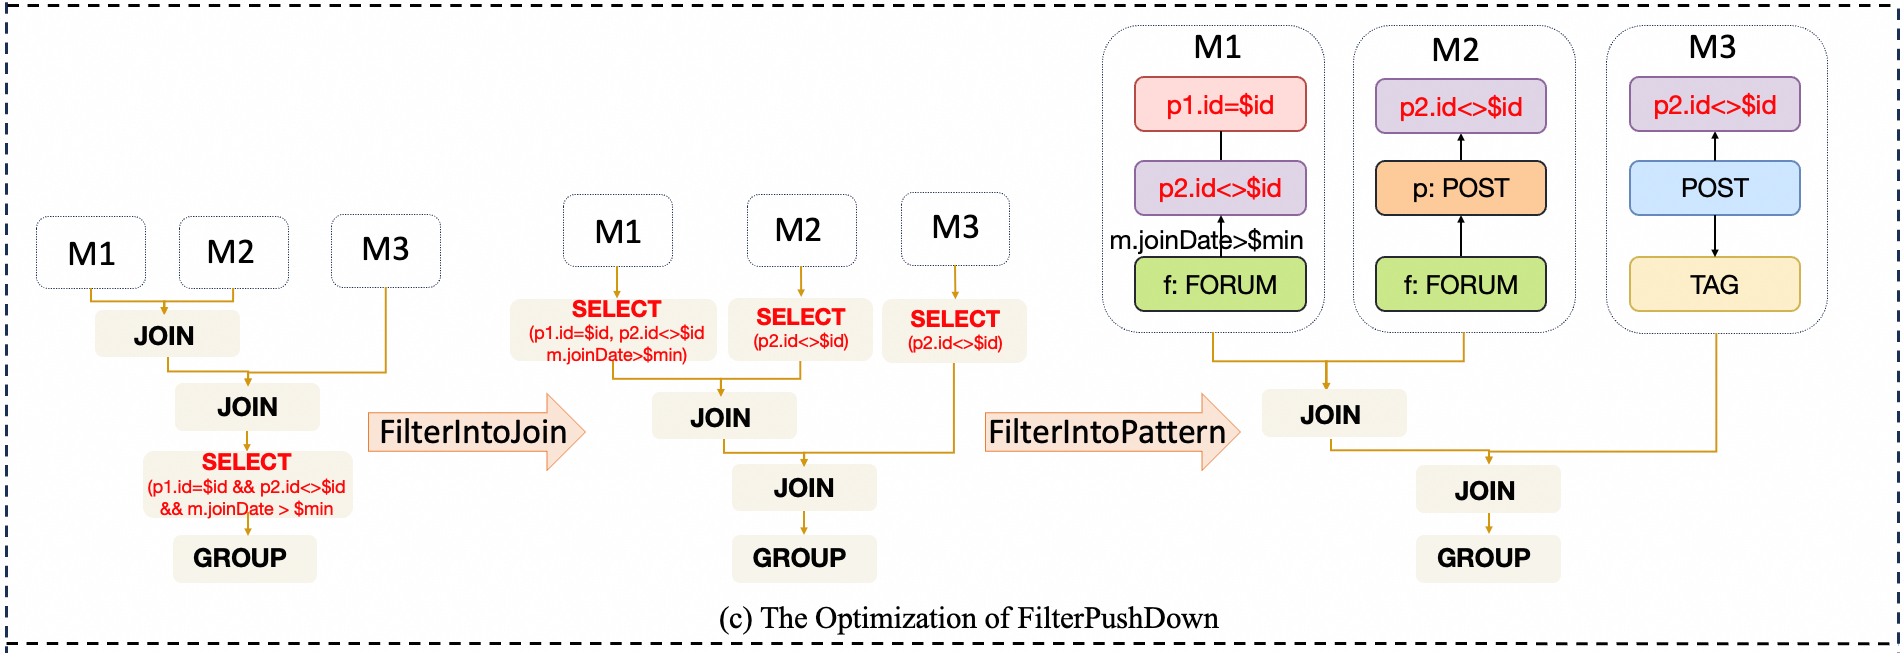 M1
M2
M3
JOIN
JOIN
SELECT
(p1.id=$id && p2.id<>$id
&& m.joinDate > $min
GROUP
FilterIntoJoin
M1
M2
M3
SELECT
(p1.id=$id, p2.id<>$id
m.joinDate>$min)
SELECT
(p2.id<>$id)
SELECT
(p2.id<>$id)
JOIN
JOIN
GROUP
FilterIntoPattern
M1
p1.id=$id
p2.id<>$id
m.joinDate>$min
f: FORUM
M2
p2.id<>$id
p: POST
f: FORUM
M3
p2.id<>$id
POST
TAG
JOIN
JOIN
GROUP
(c) The Optimization of FilterPushDown